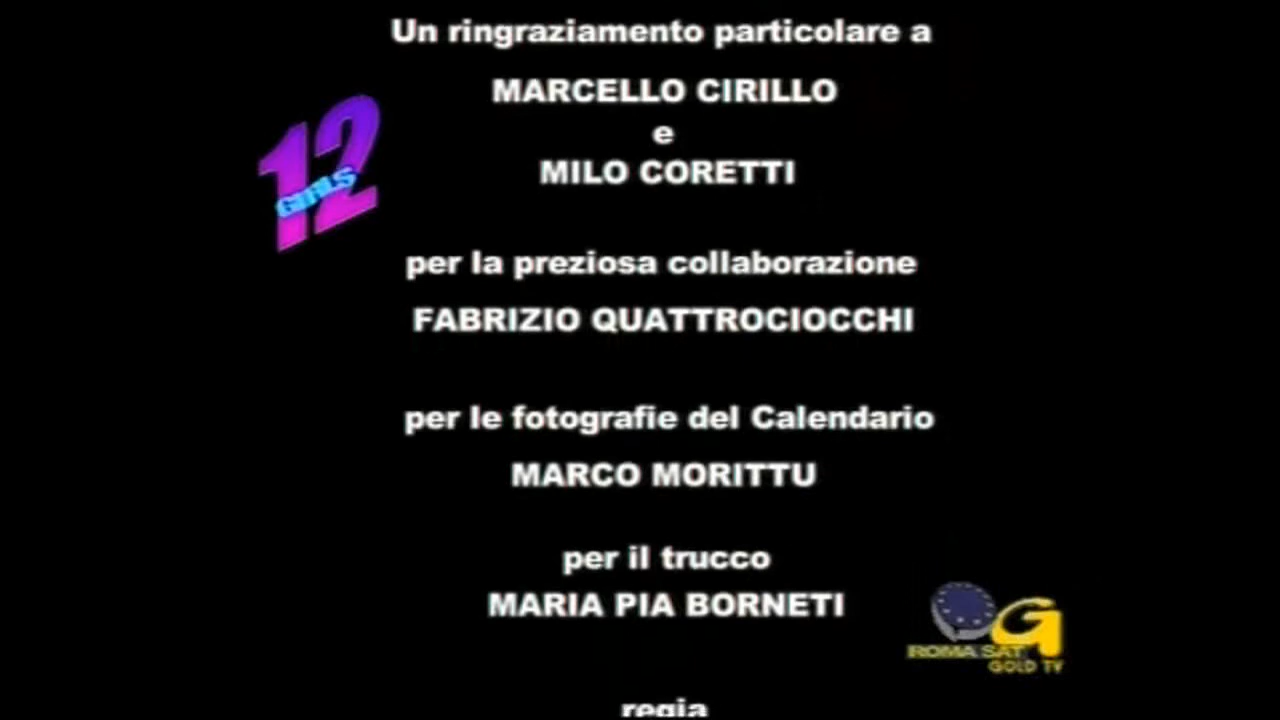 Un ringraziamento particolare a
MARCELLO CIRILLO
e
MILO CORETTI
12
GIRLS
per la preziosa collaborazione
FABRIZIO QUATTROCIOCCHI
per le fotografie del Calendario
MARCO MORITTU
per il trucco
MARIA PIA BORNETI
G
ROMA SAT
GOLD TV
regia